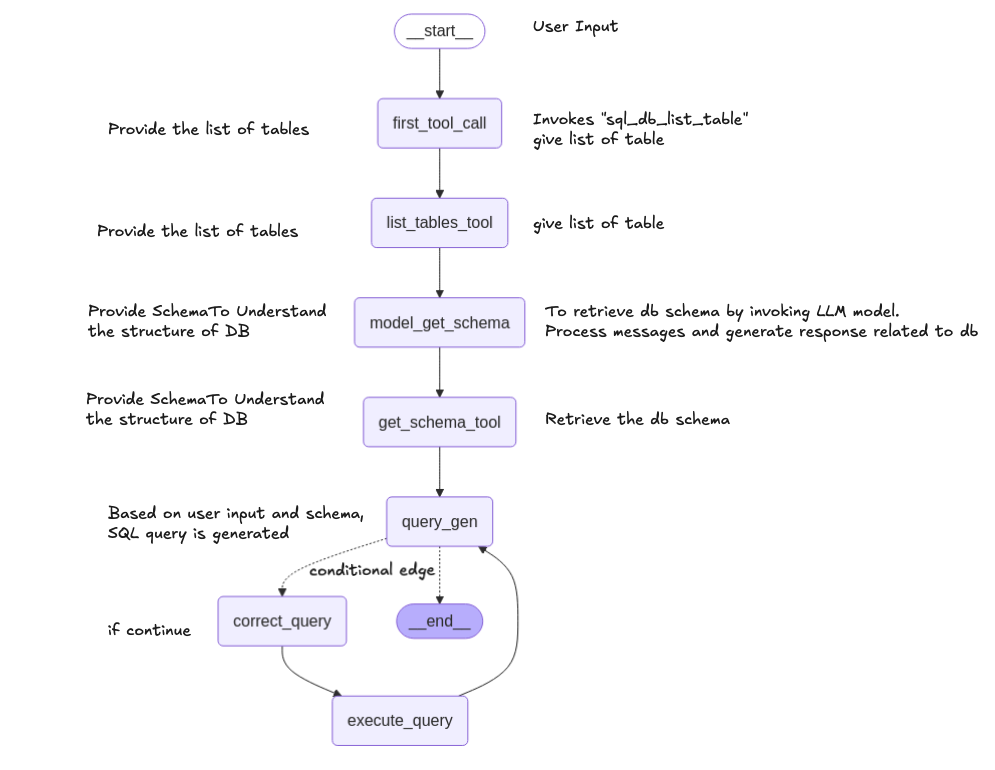 __start__
User Input
Provide the list of tables
first_tool_call
Invokes "sql_db_list_table"
give list of table
Provide the list of tables
list_tables_tool
give list of table
Provide SchemaTo Understand
the structure of DB
model_get_schema
To retrieve db schema by invoking LLM model.
Process messages and generate response related to db
Provide SchemaTo Understand
the structure of DB
get_schema_tool
Retrieve the db schema
Based on user input and schema,
SQL query is generated
query_gen
conditional edge
if continue
correct_query
__end__
execute_query